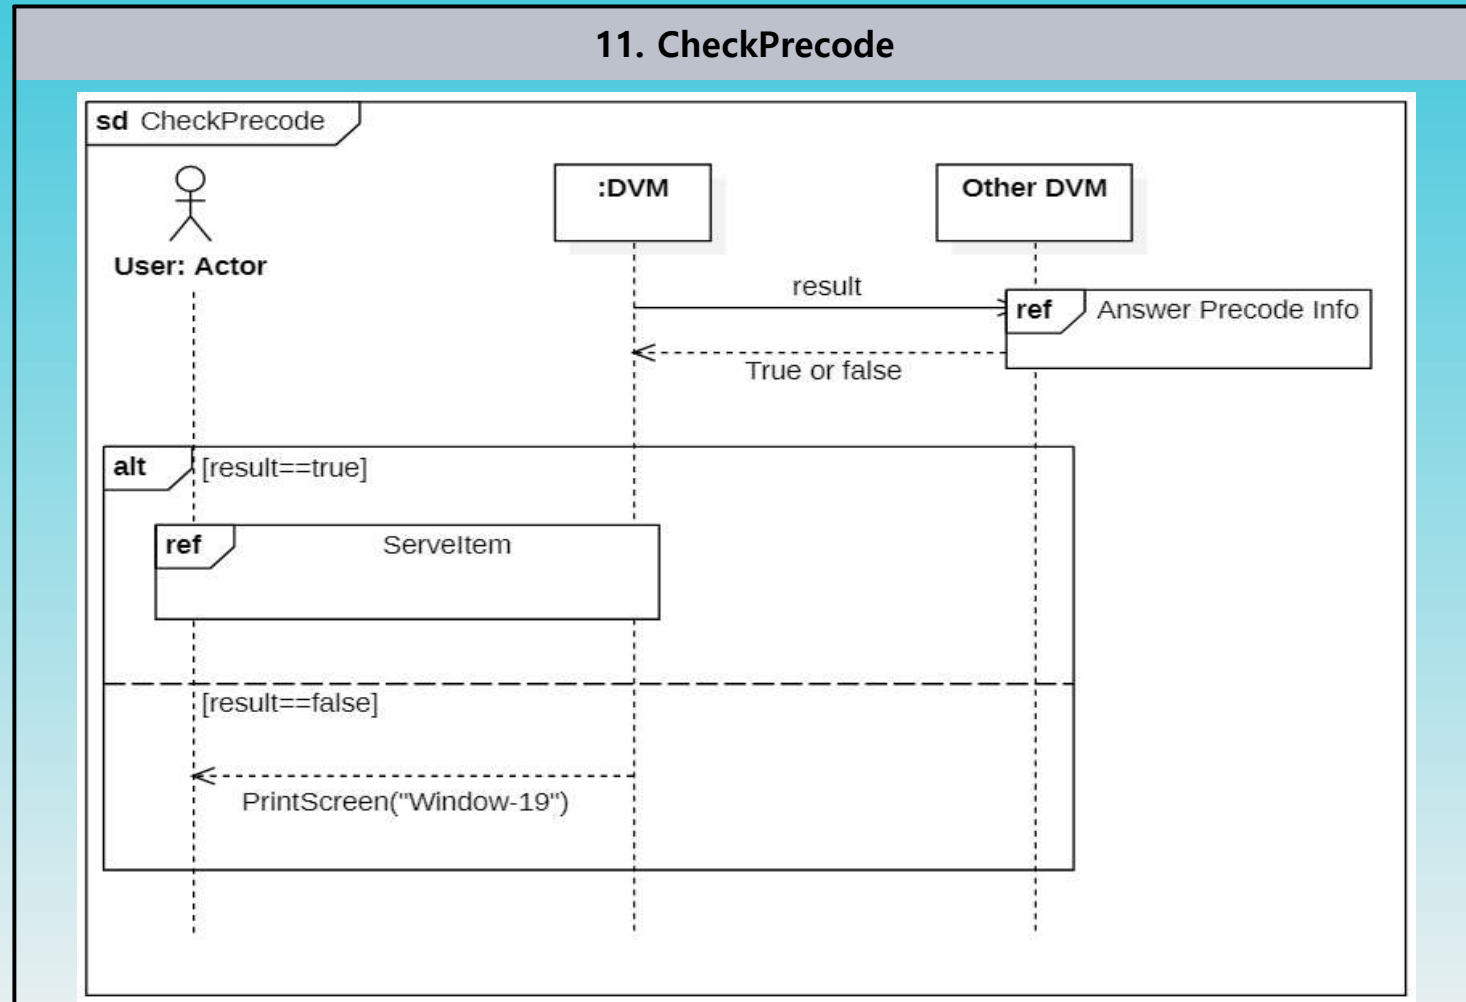 11. CheckPrecode
sd CheckPrecode
User: Actor
:DVM
Other DVM
result
ref Answer Precode Info
True or false
alt [result==true]
ref ServeItem
[result==false]
PrintScreen("Window-19")